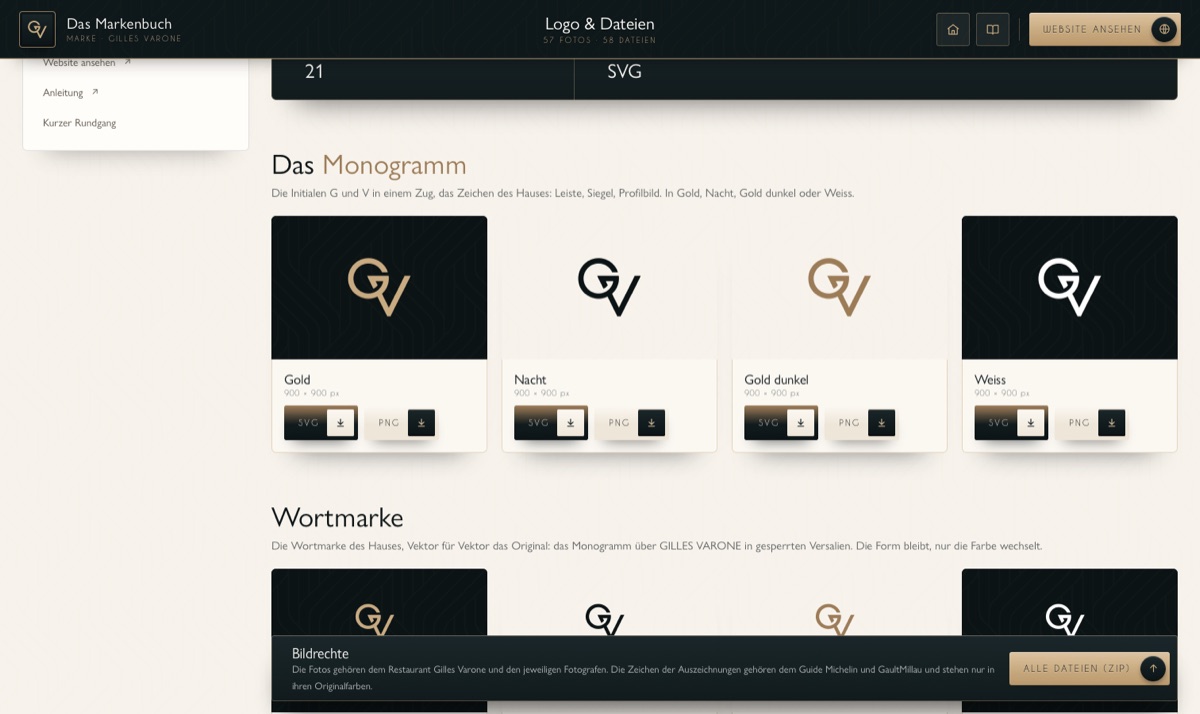 GV
Das Markenbuch
MARKE · GILLES VARONE
Logo & Dateien
57 FOTOS · 58 DATEIEN
WEBSITE ANSEHEN
Website ansehen ↗
Anleitung ↗
Kurzer Rundgang
21
SVG
Das Monogramm
Die Initialen G und V in einem Zug, das Zeichen des Hauses: Leiste, Siegel, Profilbild. In Gold, Nacht, Gold dunkel oder Weiss.
GV
GV
GV
GV
Gold
900 × 900 px
SVG
PNG
Nacht
900 × 900 px
SVG
PNG
Gold dunkel
900 × 900 px
SVG
PNG
Weiss
900 × 900 px
SVG
PNG
Wortmarke
Die Wortmarke des Hauses, Vektor für Vektor das Original: das Monogramm über GILLES VARONE in gesperrten Versalien. Die Form bleibt, nur die Farbe wechselt.
GV
GV
GV
GV
Bildrechte
Die Fotos gehören dem Restaurant Gilles Varone und den jeweiligen Fotografen. Die Zeichen der Auszeichnungen gehören dem Guide Michelin und GaultMillau und stehen nur in
ihren Originalfarben.
ALLE DATEIEN (ZIP)